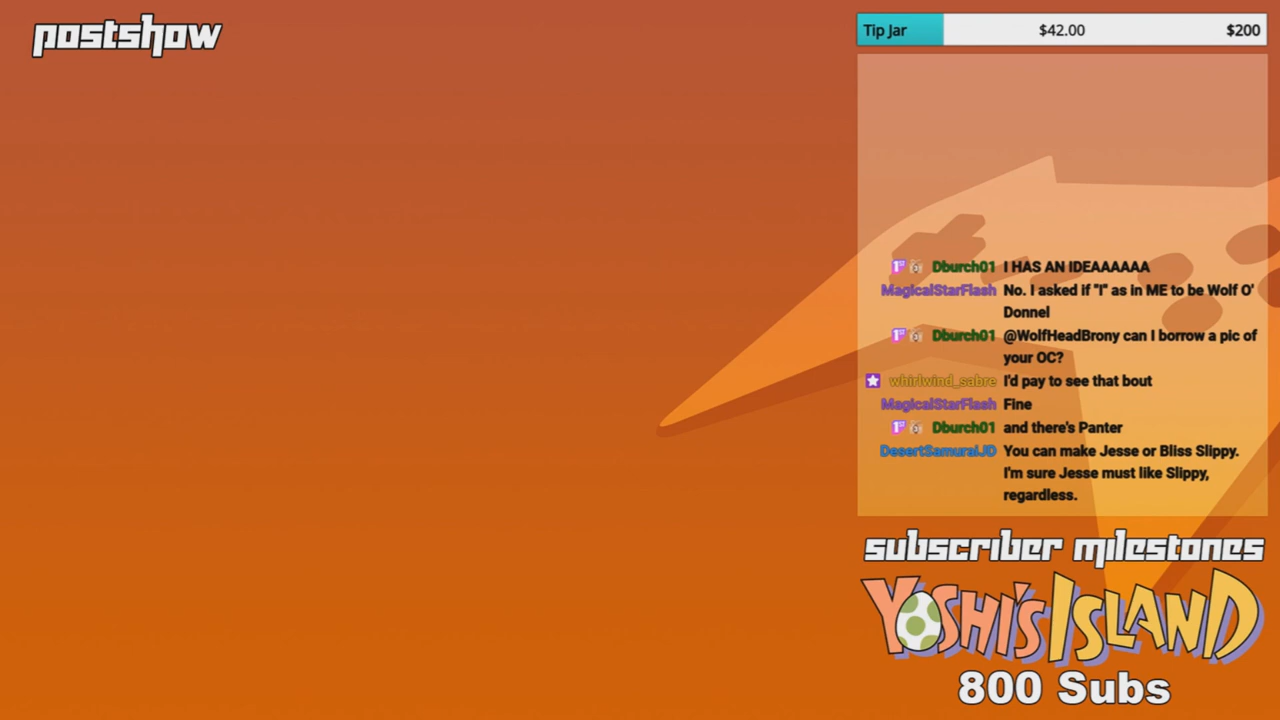 postshow
Tip Jar $42.00 $200
Dburch01 I HAS AN IDEAAAAAA
MagicalStarFlash No. I asked if "I" as in ME to be Wolf O'
Donnel
Dburch01 @WolfHeadBrony can I borrow a pic of
your OC?
whirlwind_sabre I'd pay to see that bout
MagicalStarFlash Fine
Dburch01 and there's Panter
DesertSamuraiJD You can make Jesse or Bliss Slippy.
I'm sure Jesse must like Slippy,
regardless.
subscriber milestones
YOSHI'S ISLAND
800 Subs